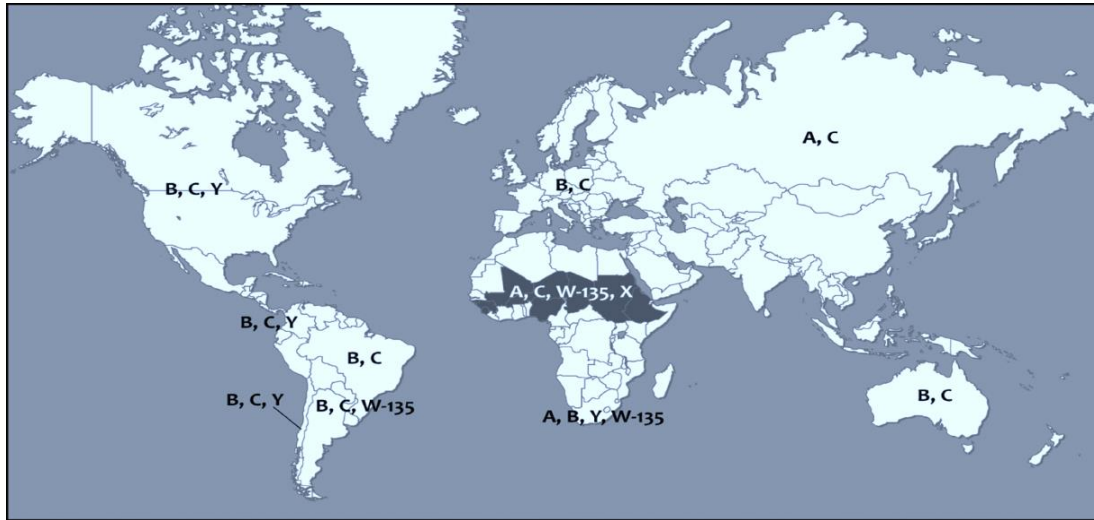 A, C
B, C, Y
B, C
A, C, W-135, X
B, C, Y
B, C
B, C
B, C, Y
B, C, W-135
A, B, Y, W-135